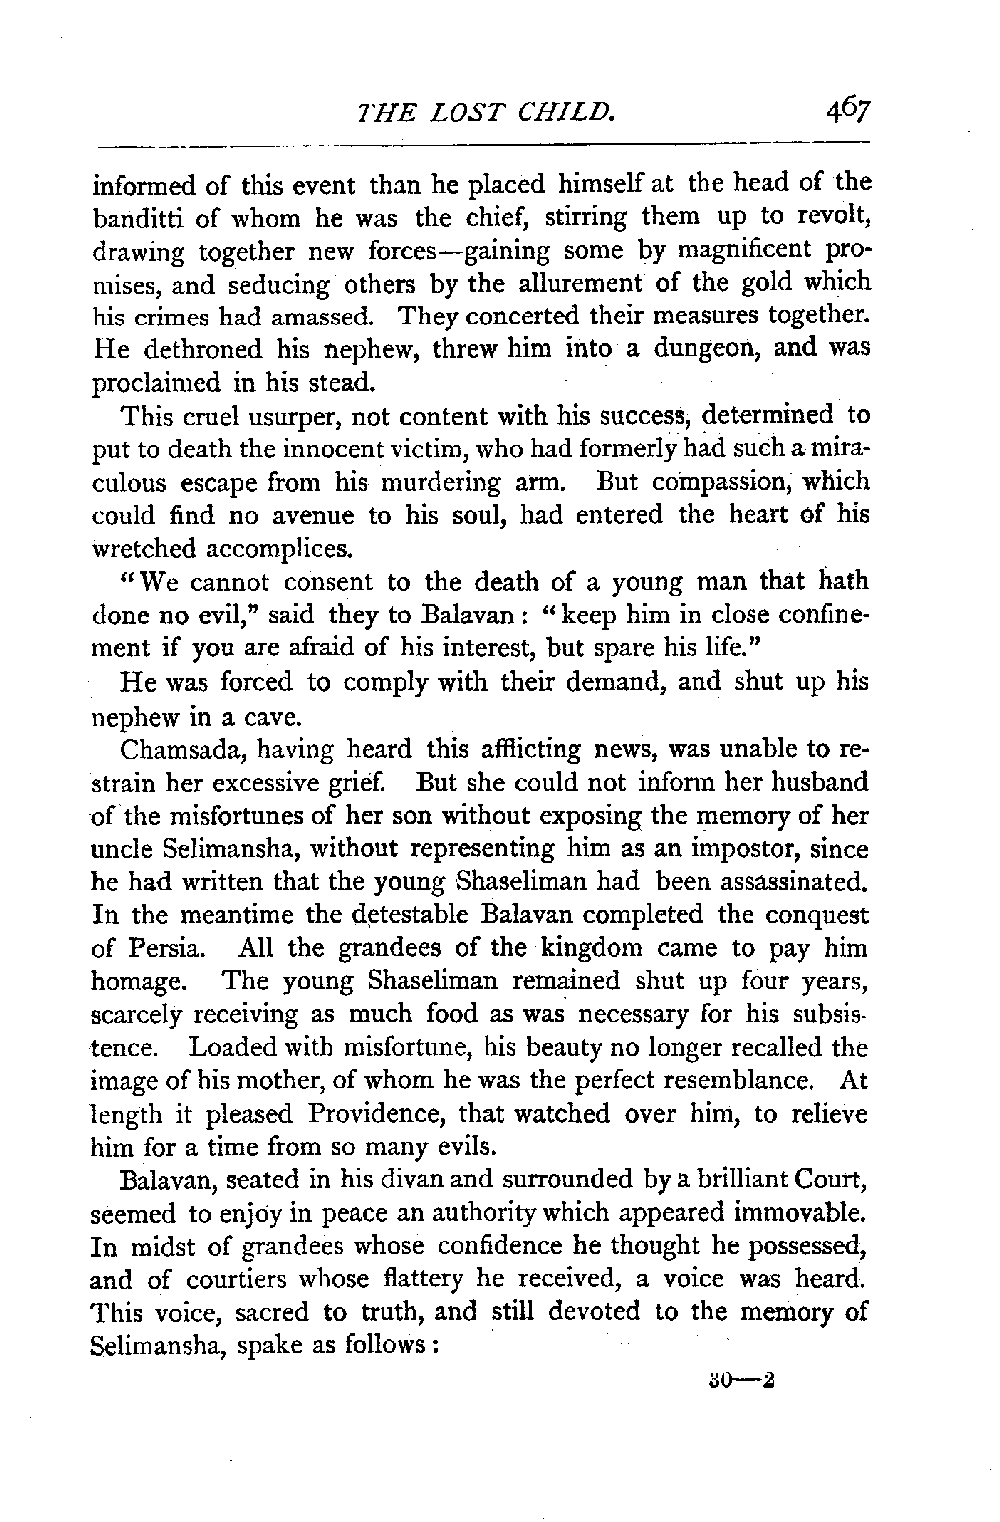 THE LOST CHILD. 467
informed of this event than he placed himself at the head of the
banditti of whom he was the chief, stirring them up to revolt,
drawing together new forces—gaining some by magnificent pro-
mises, and seducing others by the allurement of the gold which
his crimes had amassed. They concerted their measures together.
He dethroned his nephew, threw him into a dungeon, and was
proclaimed in his stead.
This cruel usurper, not content with his success, determined to
put to death the innocent victim, who had formerly had such a mira-
culous escape from his murdering arm. But compassion, which
could find no avenue to his soul, had entered the heart of his
wretched accomplices.
"We cannot consent to the death of a young man that hath
done no evil," said they to Balavan : "keep him in close confine-
ment if you are afraid of his interest, but spare his life."
He was forced to comply with their demand, and shut up his
nephew in a cave.
Chamsada, having heard this afflicting news, was unable to re-
strain her excessive grief. But she could not inform her husband
of the misfortunes of her son without exposing the memory of her
uncle Selimansha, without representing him as an impostor, since
he had written that the young Shaseliman had been assassinated.
In the meantime the detestable Balavan completed the conquest
of Persia. All the grandees of the kingdom came to pay him
homage. The young Shaseliman remained shut up four years,
scarcely receiving as much food as was necessary for his subsis-
tence. Loaded with misfortune, his beauty no longer recalled the
image of his mother, of whom he was the perfect resemblance. At
length it pleased Providence, that watched over him, to relieve
him for a time from so many evils.
Balavan, seated in his divan and surrounded by a brilliant Court,
seemed to enjoy in peace an authority which appeared immovable.
In midst of grandees whose confidence he thought he possessed,
and of courtiers whose flattery he received, a voice was heard.
This voice, sacred to truth, and still devoted to the memory of
Selimansha, spake as follows :
30—2